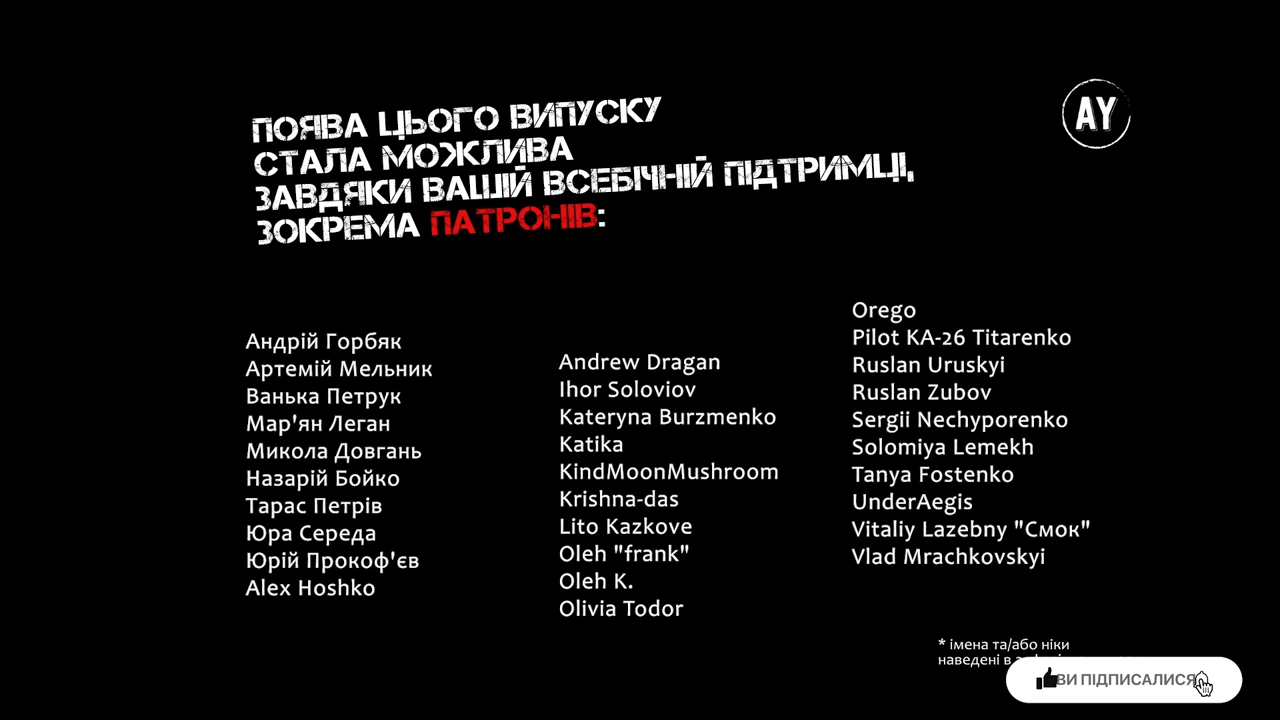 ПОЯВА ЦЬОГО ВИПУСКУ
СТАЛА МОЖЛИВА
ЗАВДЯКИ ВАШІЙ ВСЕБІЧНІЙ ПІДТРИМЦІ,
ЗОКРЕМА ПАТРОНІВ:
AY
Андрій Горбяк
Артемій Мельник
Ванька Петрук
Мар'ян Леган
Микола Довгань
Назарій Бойко
Тарас Петрів
Юра Середа
Юрій Прокоф'єв
Alex Hoshko
Andrew Dragan
Ihor Soloviov
Kateryna Burzmenko
Katika
KindMoonMushroom
Krishna-das
Lito Kazkove
Oleh "frank"
Oleh K.
Olivia Todor
Orego
Pilot KA-26 Titarenko
Ruslan Uruskyi
Ruslan Zubov
Sergii Nechyporenko
Solomiya Lemekh
Tanya Fostenko
UnderAegis
Vitaliy Lazebny "Смок"
Vlad Mrachkovskyi
* імена та/або ніки
наведені в
ВИ ПІДПИСАЛИСЯ